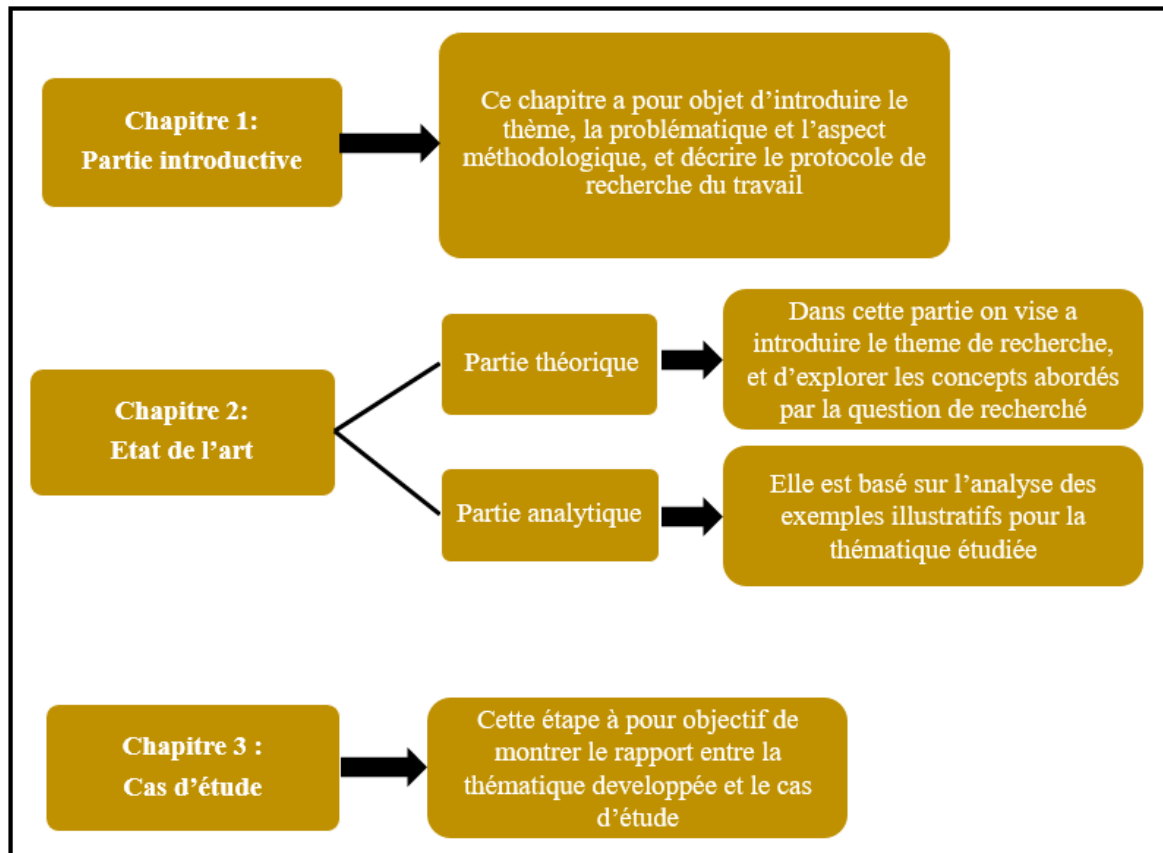 Chapitre 1:
Partie introductive
Ce chapitre a pour objet d’introduire le
thème, la problématique et l’aspect
méthodologique, et décrire le protocole de
recherche du travail
Chapitre 2:
Etat de l’art
Partie théorique
Dans cette partie on vise a
introduire le theme de recherche,
et d’explorer les concepts abordés
par la question de recherché
Partie analytique
Elle est basé sur l’analyse des
exemples illustratifs pour la
thématique étudiée
Chapitre 3 :
Cas d’étude
Cette étape à pour objectif de
montrer le rapport entre la
thématique developpée et le cas
d’étude